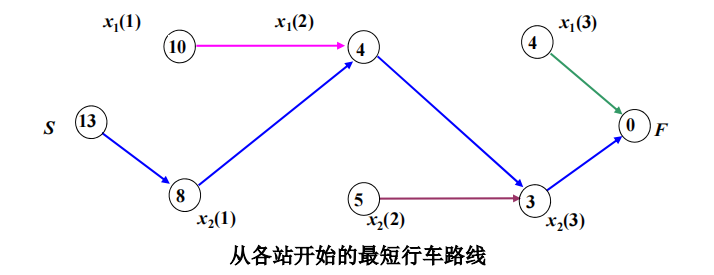 x₁(1) x₁(2) x₁(3)
10 4 4
S 13 0 F
8 5 3
x₂(1) x₂(2) x₂(3)
从各站开始的最短行车路线